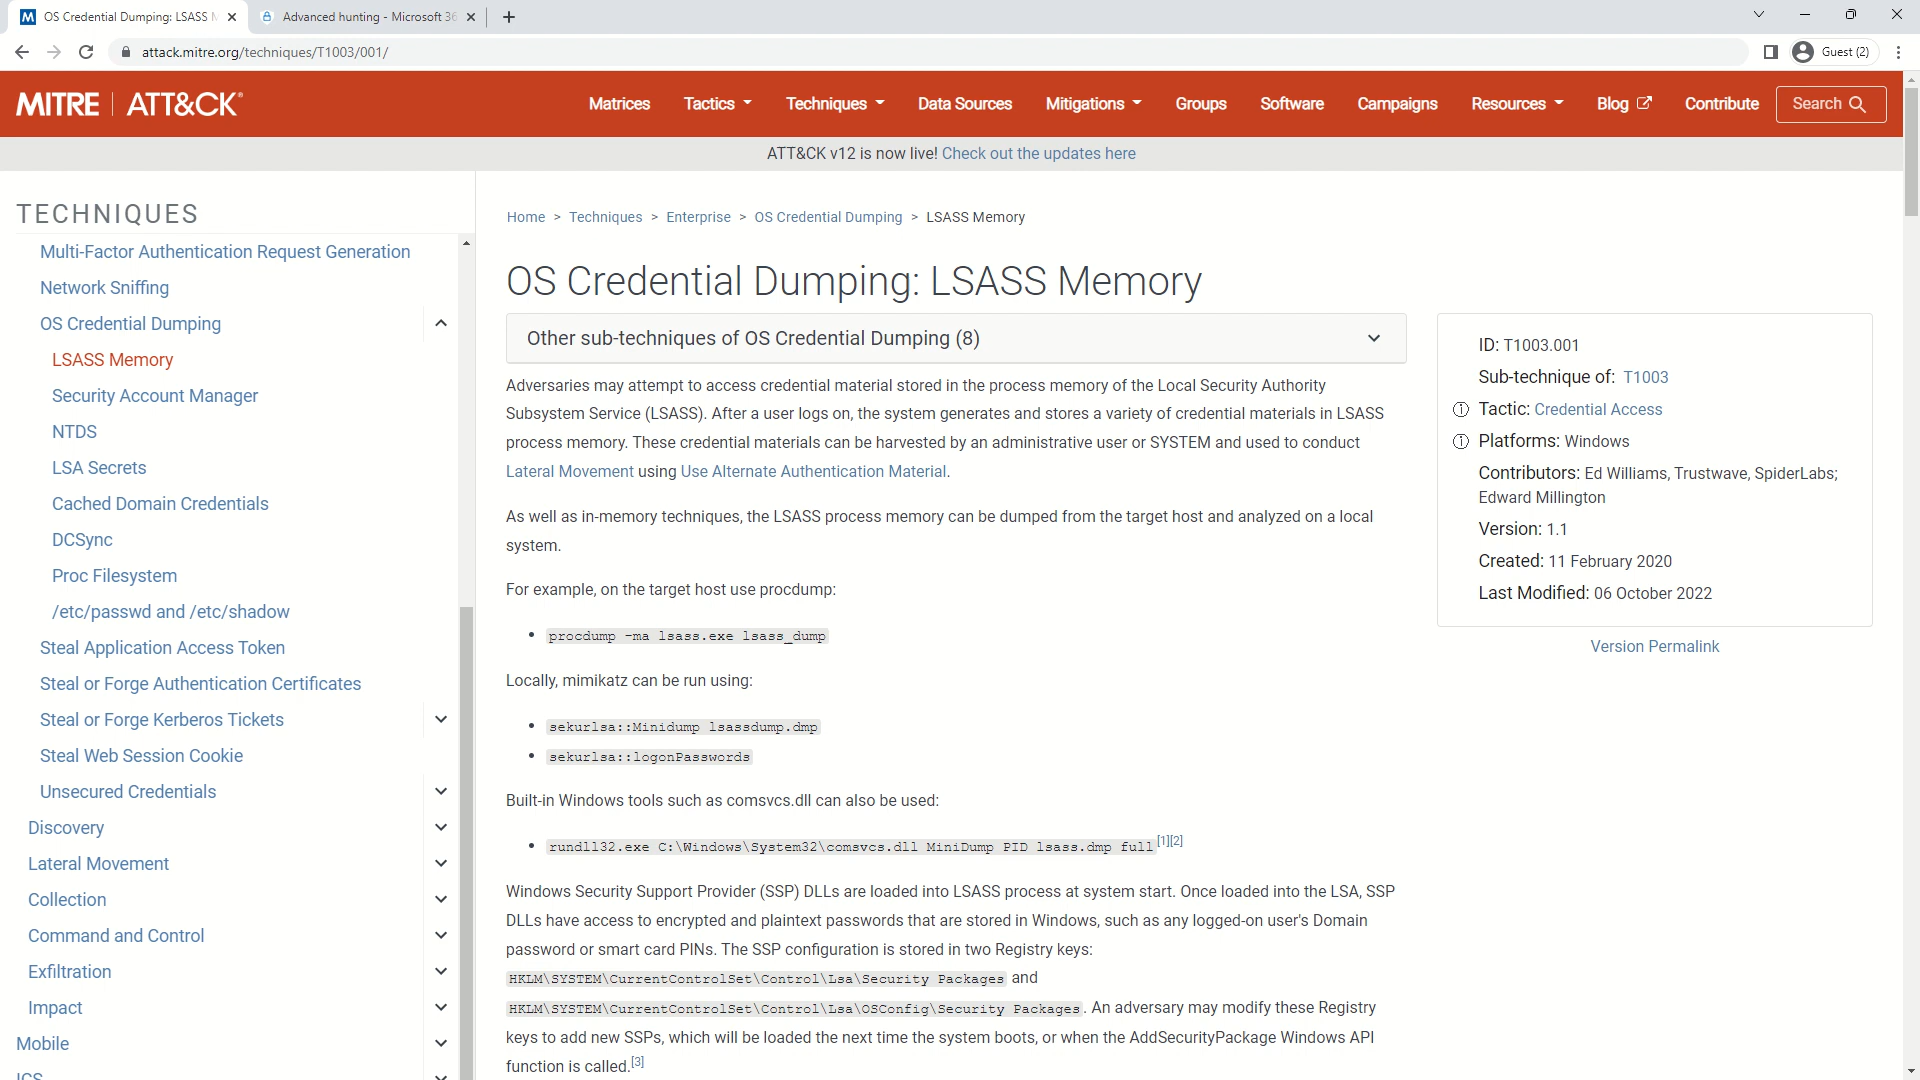 OS Credential Dumping: LSASS M
Advanced hunting - Microsoft 36
attack.mitre.org/techniques/T1003/001/
Guest (2)
MITRE | ATT&CK®
Matrices
Tactics
Techniques
Data Sources
Mitigations
Groups
Software
Campaigns
Resources
Blog
Contribute
Search
ATT&CK v12 is now live! Check out the updates here
TECHNIQUES
Multi-Factor Authentication Request Generation
Network Sniffing
OS Credential Dumping
LSASS Memory
Security Account Manager
NTDS
LSA Secrets
Cached Domain Credentials
DCSync
Proc Filesystem
/etc/passwd and /etc/shadow
Steal Application Access Token
Steal or Forge Authentication Certificates
Steal or Forge Kerberos Tickets
Steal Web Session Cookie
Unsecured Credentials
Discovery
Lateral Movement
Collection
Command and Control
Exfiltration
Impact
Mobile
ICS
Home > Techniques > Enterprise > OS Credential Dumping > LSASS Memory
OS Credential Dumping: LSASS Memory
Other sub-techniques of OS Credential Dumping (8)
Adversaries may attempt to access credential material stored in the process memory of the Local Security Authority
Subsystem Service (LSASS). After a user logs on, the system generates and stores a variety of credential materials in LSASS
process memory. These credential materials can be harvested by an administrative user or SYSTEM and used to conduct
Lateral Movement using Use Alternate Authentication Material.
As well as in-memory techniques, the LSASS process memory can be dumped from the target host and analyzed on a local
system.
For example, on the target host use procdump:
• procdump -ma lsass.exe lsass_dump
Locally, mimikatz can be run using:
• sekurlsa::Minidump lsassdump.dmp
• sekurlsa::logonPasswords
Built-in Windows tools such as comsvcs.dll can also be used:
• rundll32.exe C:\Windows\System32\comsvcs.dll MiniDump PID lsass.dmp full[1][2]
Windows Security Support Provider (SSP) DLLs are loaded into LSASS process at system start. Once loaded into the LSA, SSP
DLLs have access to encrypted and plaintext passwords that are stored in Windows, such as any logged-on user's Domain
password or smart card PINs. The SSP configuration is stored in two Registry keys:
HKLM\SYSTEM\CurrentControlSet\Control\Lsa\Security Packages and
HKLM\SYSTEM\CurrentControlSet\Control\Lsa\OSConfig\Security Packages. An adversary may modify these Registry
keys to add new SSPs, which will be loaded the next time the system boots, or when the AddSecurityPackage Windows API
function is called.[3]
ID: T1003.001
Sub-technique of: T1003
Tactic: Credential Access
Platforms: Windows
Contributors: Ed Williams, Trustwave, SpiderLabs;
Edward Millington
Version: 1.1
Created: 11 February 2020
Last Modified: 06 October 2022
Version Permalink